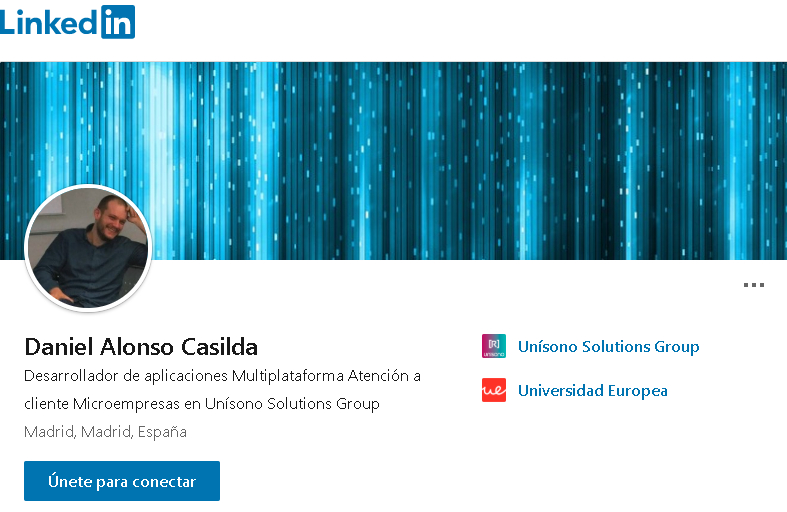 Linkedin
Daniel Alonso Casilda
Desarrollador de aplicaciones Multiplataforma Atención a
cliente Microempresas en Unísono Solutions Group
Madrid, Madrid, España
Únete para conectar
[R]
unísono
Unísono Solutions Group
ue
Universidad Europea